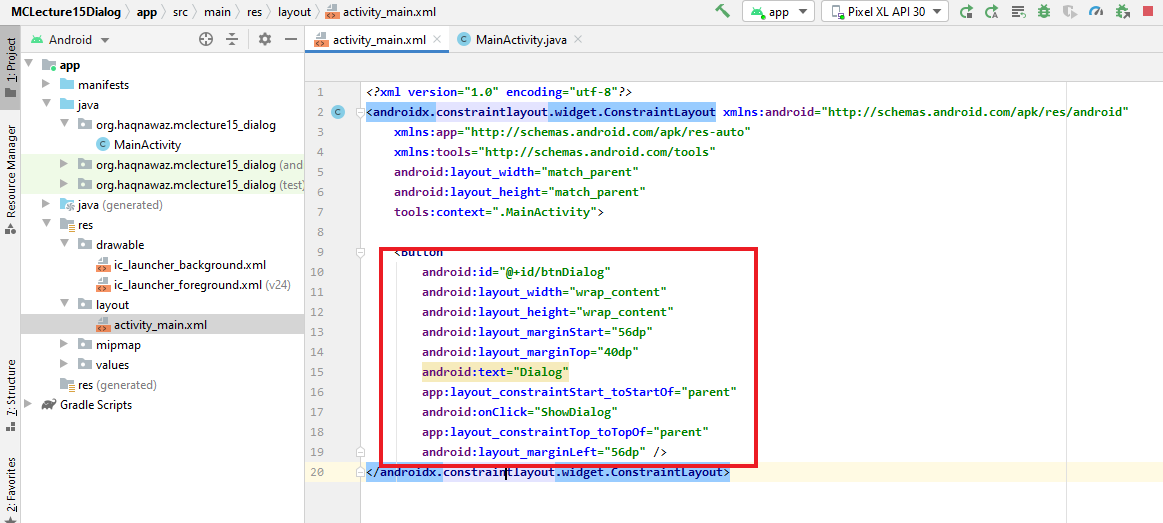 MCLecture15Dialog app src main res layout activity_main.xml app Pixel XL API 30
1: Project
Resource Manager
7: Structure
2: Favorites
Android
app
manifests
java
org.haqnawaz.mclecture15_dialog
MainActivity
org.haqnawaz.mclecture15_dialog (and
org.haqnawaz.mclecture15_dialog (test)
java (generated)
res
drawable
ic_launcher_background.xml
ic_launcher_foreground.xml (v24)
layout
activity_main.xml
mipmap
values
res (generated)
Gradle Scripts
activity_main.xml MainActivity.java
1 <?xml version="1.0" encoding="utf-8"?>
2 <androidx.constraintlayout.widget.ConstraintLayout xmlns:android="http://schemas.android.com/apk/res/android"
3 xmlns:app="http://schemas.android.com/apk/res-auto"
4 xmlns:tools="http://schemas.android.com/tools"
5 android:layout_width="match_parent"
6 android:layout_height="match_parent"
7 tools:context=".MainActivity">
8
9 <Button
10 android:id="@+id/btnDialog"
11 android:layout_width="wrap_content"
12 android:layout_height="wrap_content"
13 android:layout_marginStart="56dp"
14 android:layout_marginTop="40dp"
15 android:text="Dialog"
16 app:layout_constraintStart_toStartOf="parent"
17 android:onClick="ShowDialog"
18 app:layout_constraintTop_toTopOf="parent"
19 android:layout_marginLeft="56dp" />
20 </androidx.constraintlayout.widget.ConstraintLayout>